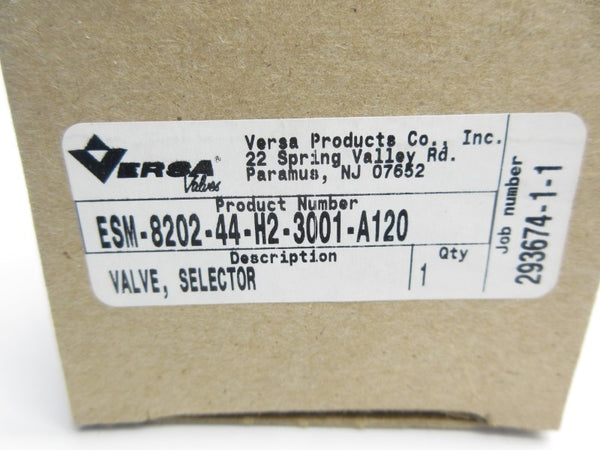 VERSA®
Valves
Versa Products Co., Inc.
22 Spring Valley Rd.
Paramus, NJ 07652
Product Number
ESM-8202-44-H2-3001-A120
Description
VALVE, SELECTOR
Qty
1
Job number
293674-1-1